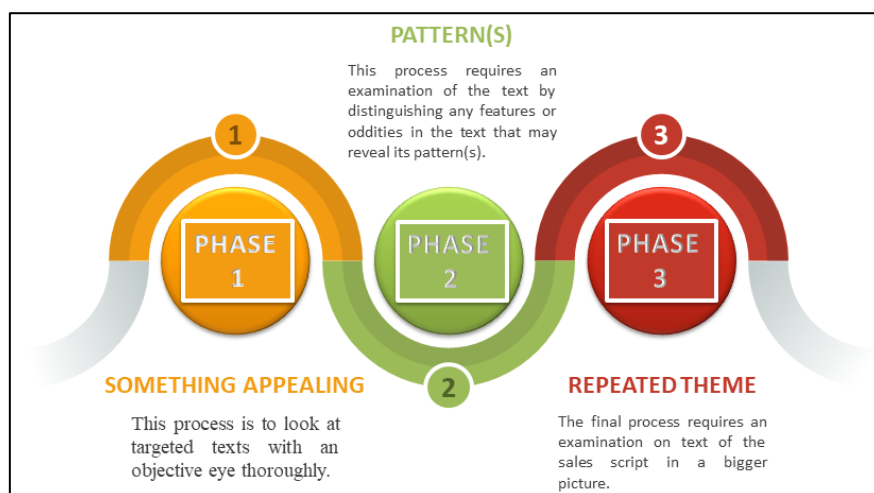 PATTERN(S)
This process requires an
examination of the text by
distinguishing any features or
oddities in the text that may
reveal its pattern(s).
1
3
PHASE
1
PHASE
2
PHASE
3
2
SOMETHING APPEALING
This process is to look at
targeted texts with an
objective eye thoroughly.
REPEATED THEME
The final process requires an
examination on text of the
sales script in a bigger
picture.